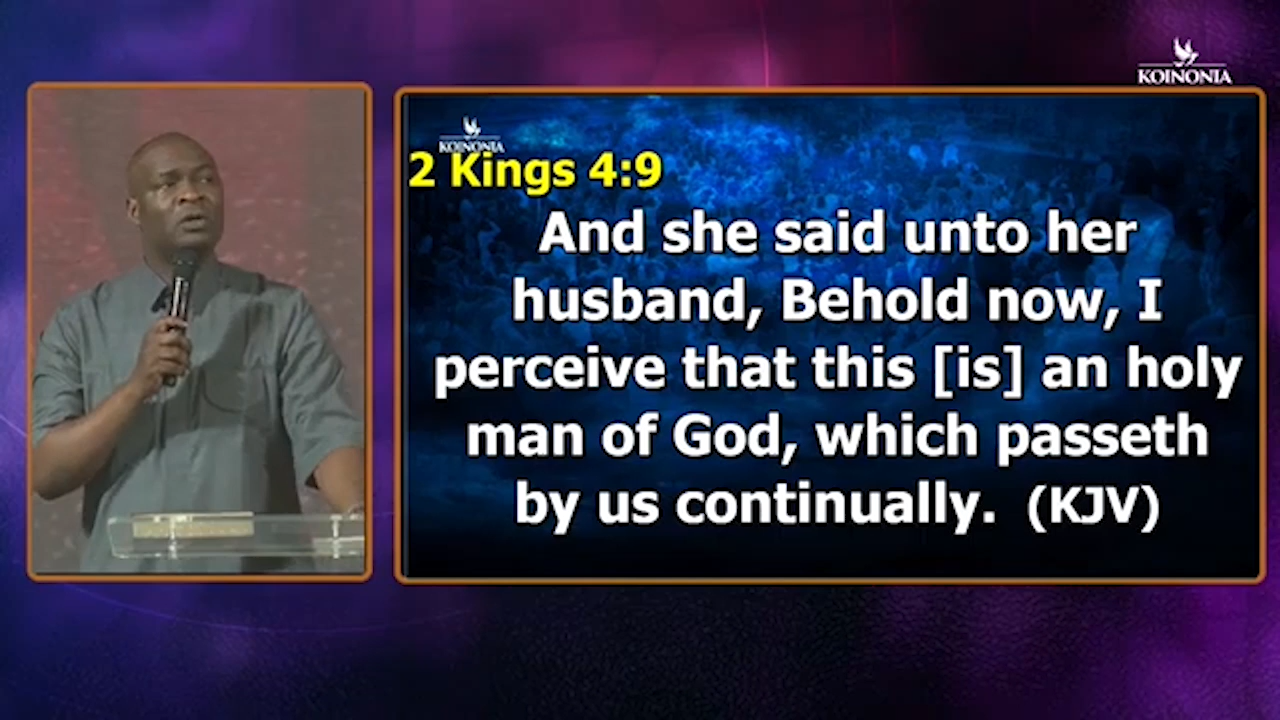 KOINONIA
KOINONIA
2 Kings 4:9
And she said unto her
husband, Behold now, I
perceive that this [is] an holy
man of God, which passeth
by us continually. (KJV)